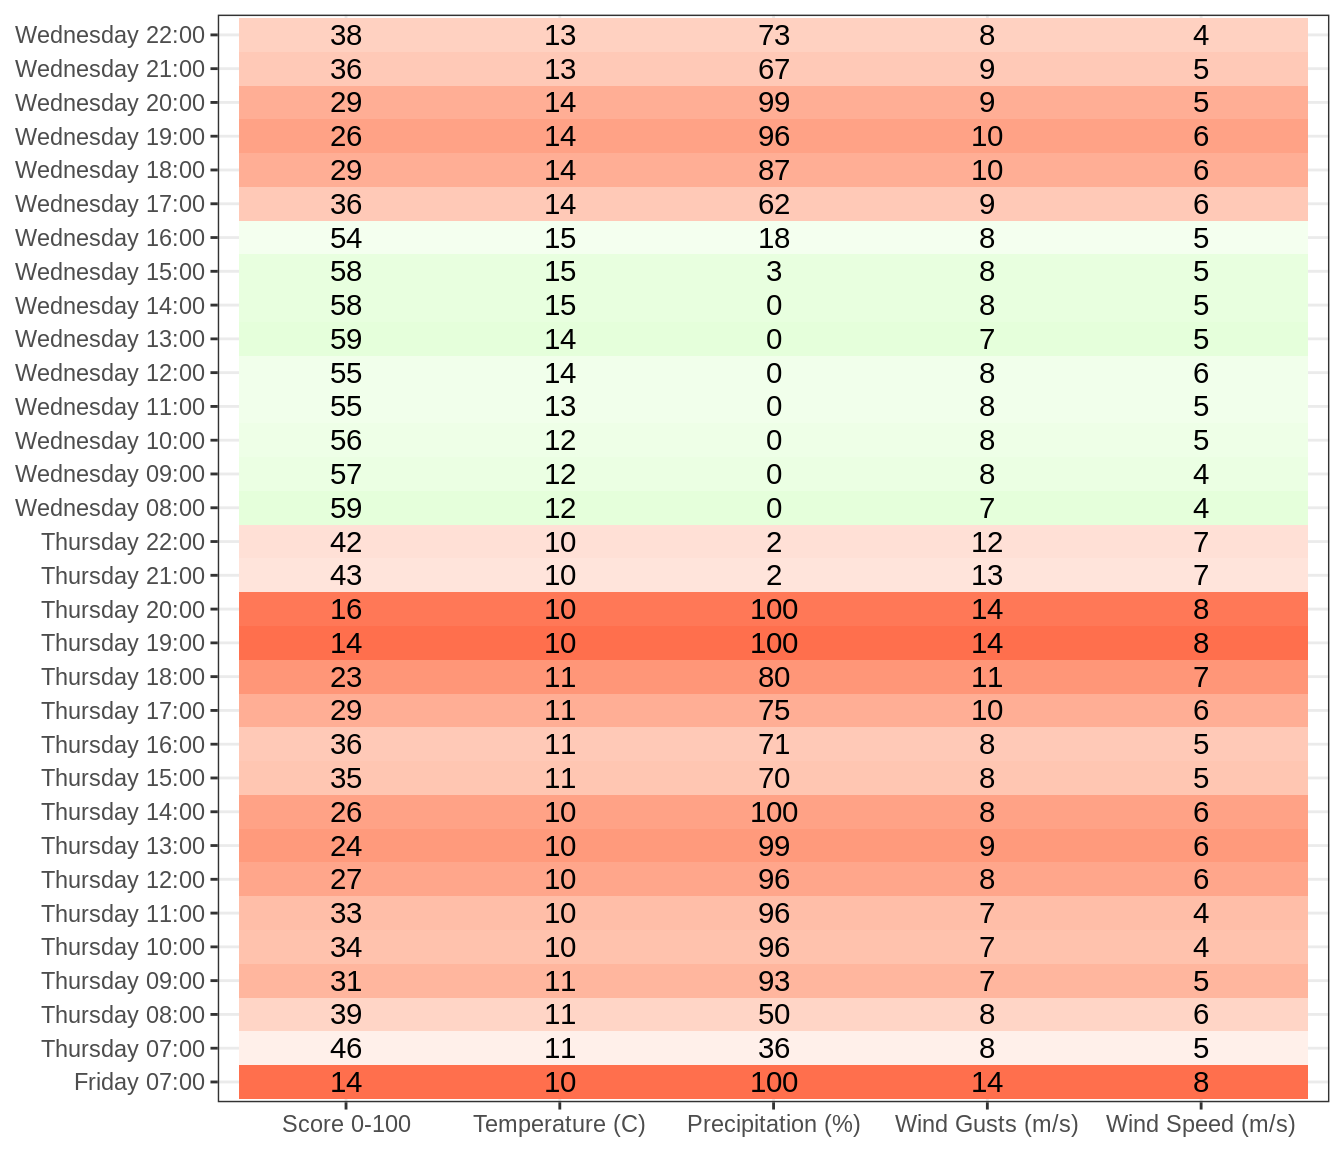 Wednesday 22:00 38 13 73 8 4
Wednesday 21:00 36 13 67 9 5
Wednesday 20:00 29 14 99 9 5
Wednesday 19:00 26 14 96 10 6
Wednesday 18:00 29 14 87 10 6
Wednesday 17:00 36 14 62 9 6
Wednesday 16:00 54 15 18 8 5
Wednesday 15:00 58 15 3 8 5
Wednesday 14:00 58 15 0 8 5
Wednesday 13:00 59 14 0 7 5
Wednesday 12:00 55 14 0 8 6
Wednesday 11:00 55 13 0 8 5
Wednesday 10:00 56 12 0 8 5
Wednesday 09:00 57 12 0 8 4
Wednesday 08:00 59 12 0 7 4
Thursday 22:00 42 10 2 12 7
Thursday 21:00 43 10 2 13 7
Thursday 20:00 16 10 100 14 8
Thursday 19:00 14 10 100 14 8
Thursday 18:00 23 11 80 11 7
Thursday 17:00 29 11 75 10 6
Thursday 16:00 36 11 71 8 5
Thursday 15:00 35 11 70 8 5
Thursday 14:00 26 10 100 8 6
Thursday 13:00 24 10 99 9 6
Thursday 12:00 27 10 96 8 6
Thursday 11:00 33 10 96 7 4
Thursday 10:00 34 10 96 7 4
Thursday 09:00 31 11 93 7 5
Thursday 08:00 39 11 50 8 6
Thursday 07:00 46 11 36 8 5
Friday 07:00 14 10 100 14 8
Score 0-100 Temperature (C) Precipitation (%) Wind Gusts (m/s) Wind Speed (m/s)